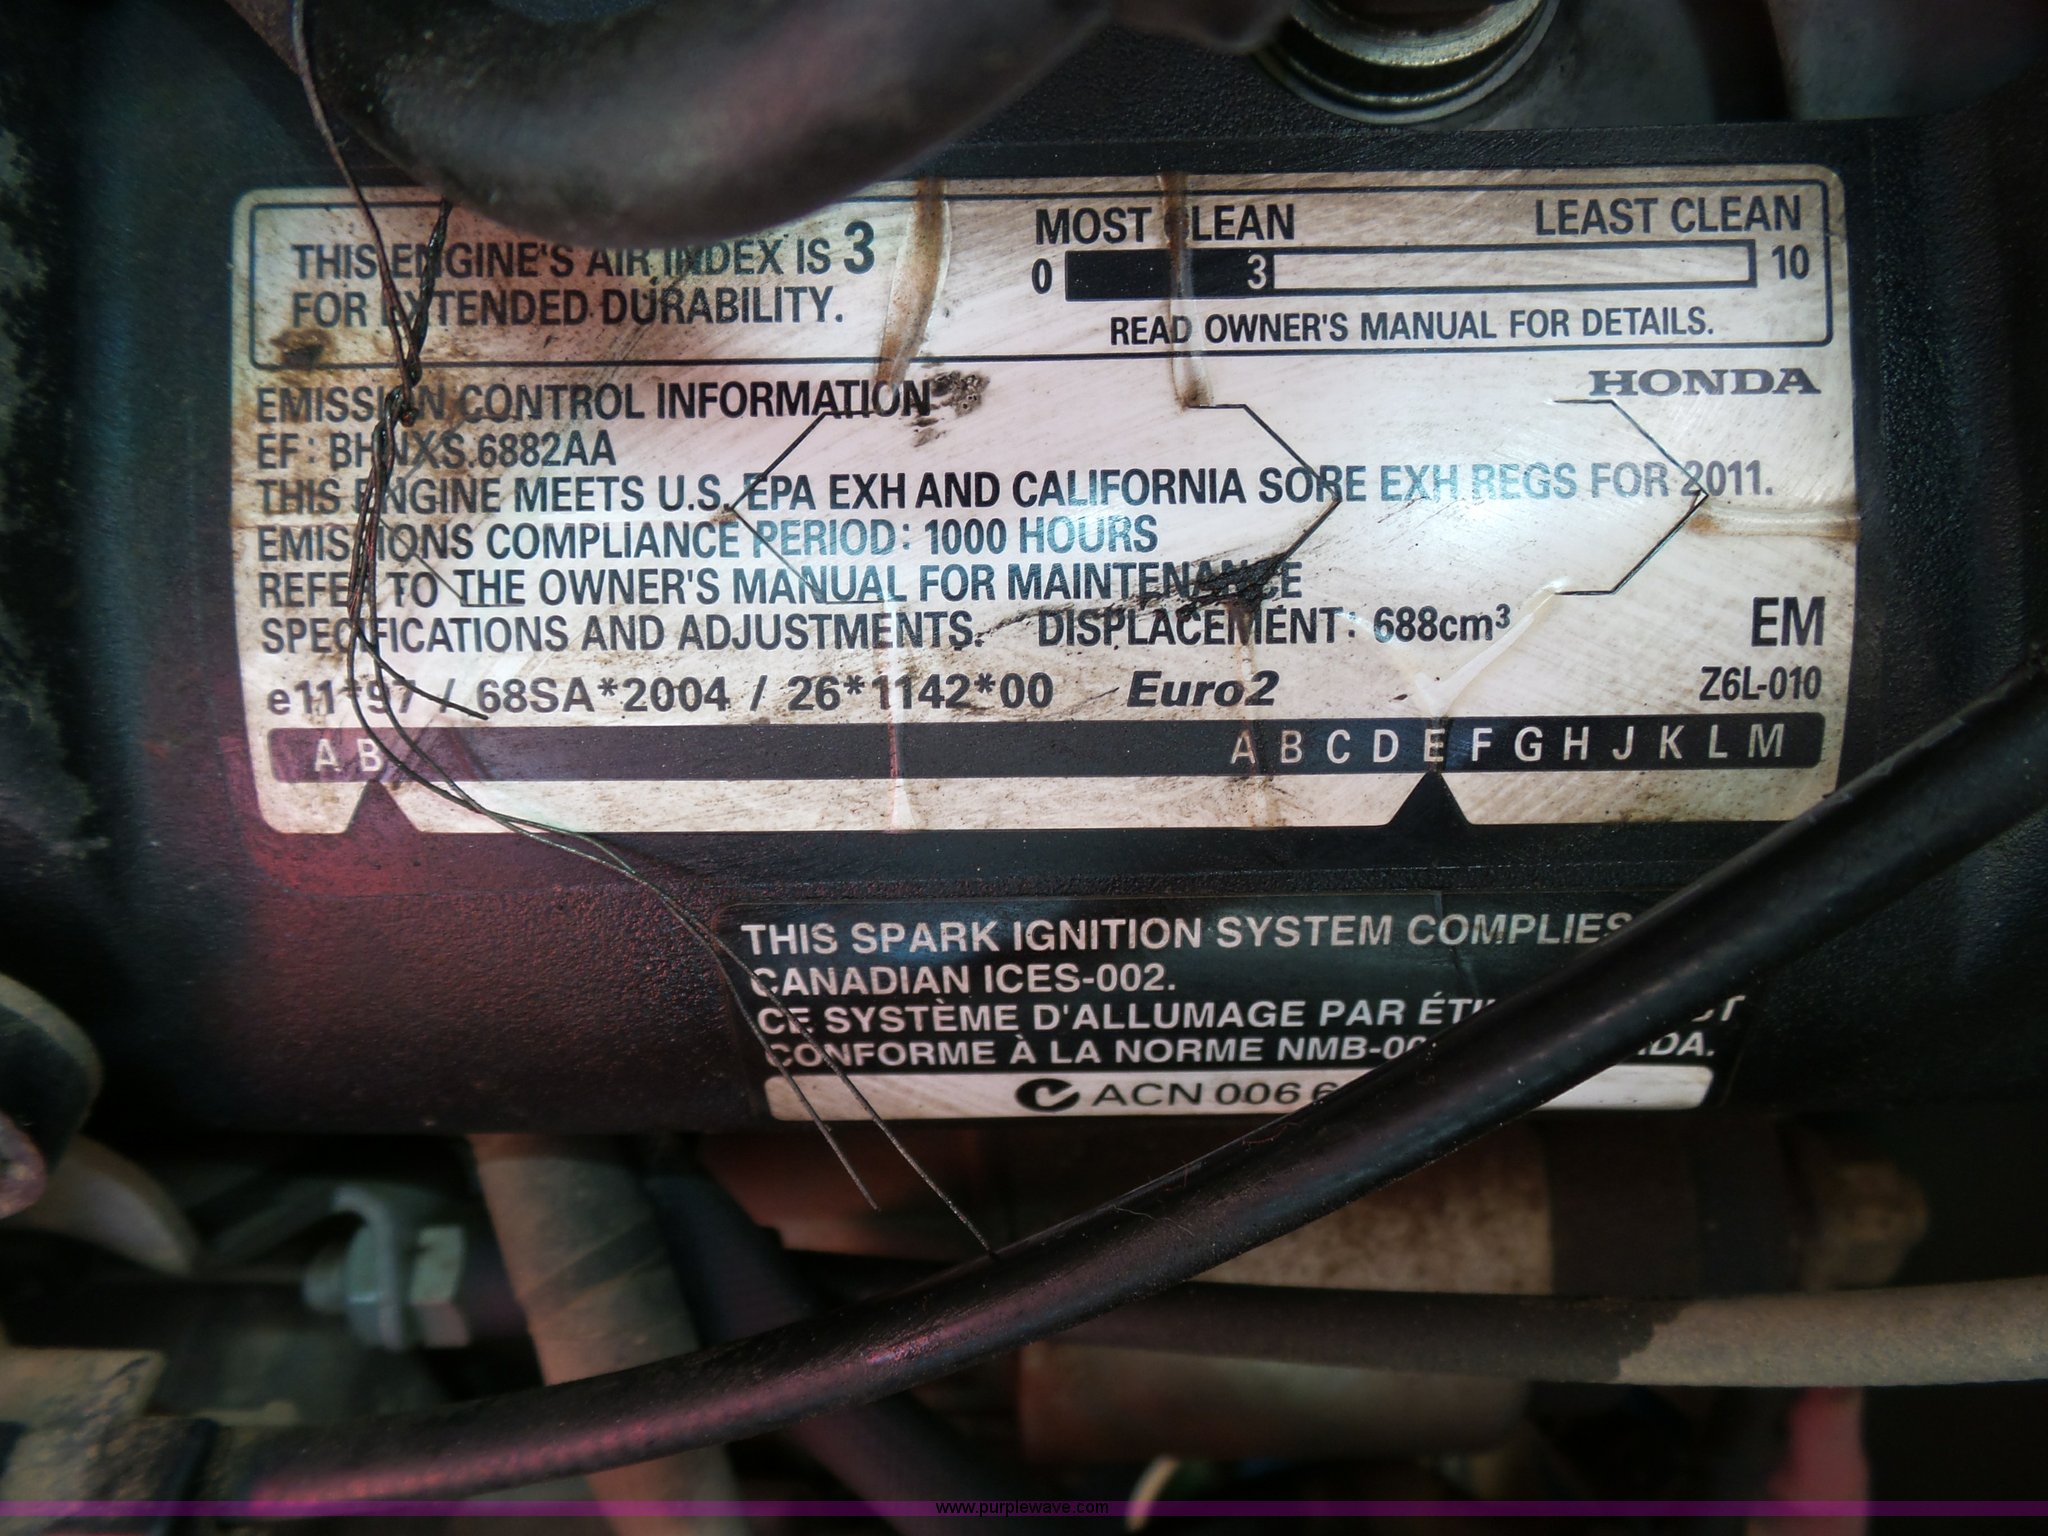 THIS ENGINE'S AIR INDEX IS 3
FOR EXTENDED DURABILITY.
MOST CLEAN LEAST CLEAN
0 3 10
READ OWNER'S MANUAL FOR DETAILS.
HONDA
EMISSION CONTROL INFORMATION
EF : BHNXS.6882AA
THIS ENGINE MEETS U.S. EPA EXH AND CALIFORNIA SORE EXH REGS FOR 2011.
EMISSIONS COMPLIANCE PERIOD: 1000 HOURS
REFER TO THE OWNER'S MANUAL FOR MAINTENANCE
SPECIFICATIONS AND ADJUSTMENTS. DISPLACEMENT: 688cm³ EM
e11*97 / 68SA*2004 / 26*1142*00 Euro2 Z6L-010
A B A B C D E F G H J K L M
THIS SPARK IGNITION SYSTEM COMPLIES
CANADIAN ICES-002.
CE SYSTÈME D'ALLUMAGE PAR
CONFORME À LA NORME
ACN 006
www.purplewave.com